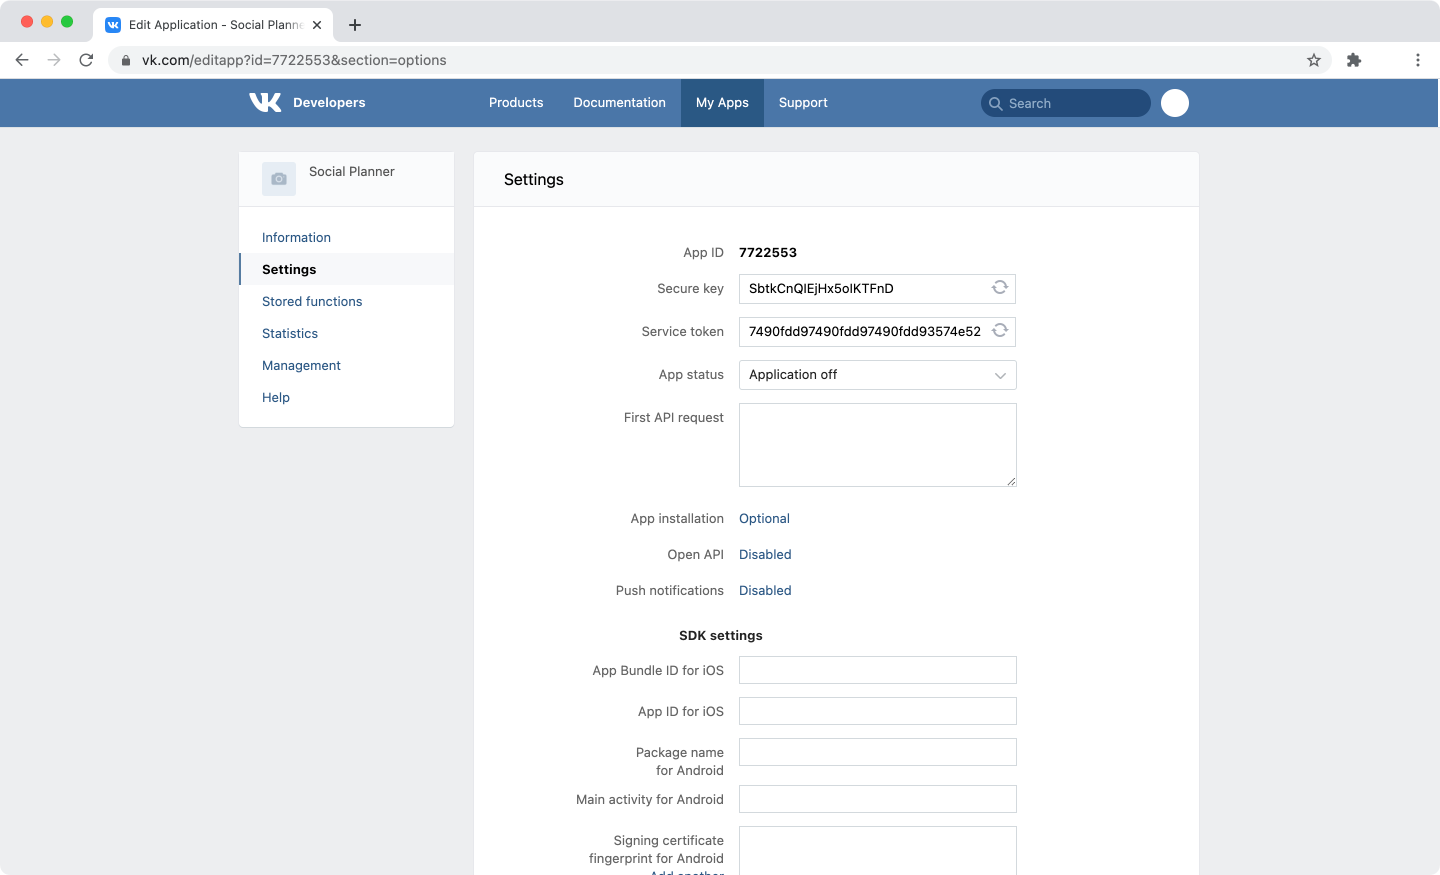 Edit Application - Social Planne
vk.com/editapp?id=7722553&section=options
Developers
Products
Documentation
My Apps
Support
Search
Social Planner
Information
Settings
Stored functions
Statistics
Management
Help
Settings
App ID 7722553
Secure key SbtkCnQlEjHx5olKTFnD
Service token 7490fdd97490fdd97490fdd93574e52
App status Application off
First API request
App installation Optional
Open API Disabled
Push notifications Disabled
SDK settings
App Bundle ID for iOS
App ID for iOS
Package name
for Android
Main activity for Android
Signing certificate
fingerprint for Android
Add another